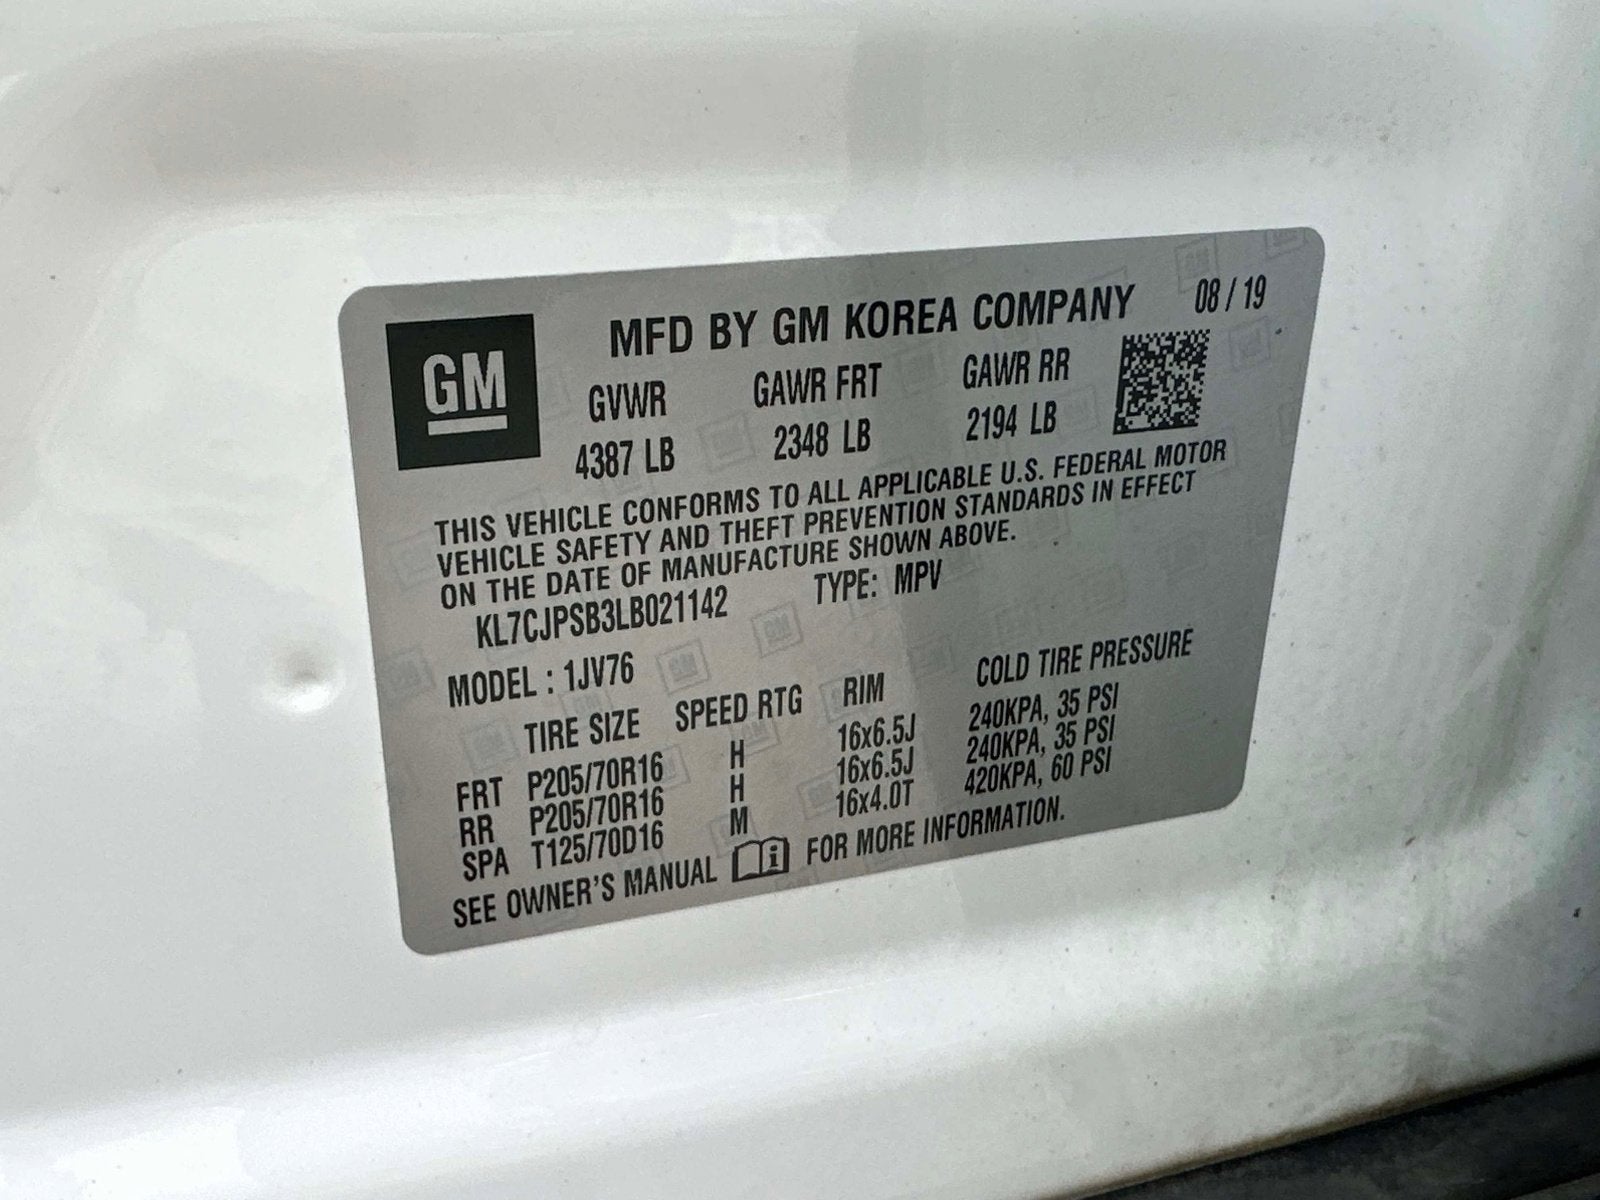 GM
MFD BY GM KOREA COMPANY 08 / 19
GVWR GAWR FRT GAWR RR
4387 LB 2348 LB 2194 LB
THIS VEHICLE CONFORMS TO ALL APPLICABLE U.S. FEDERAL MOTOR
VEHICLE SAFETY AND THEFT PREVENTION STANDARDS IN EFFECT
ON THE DATE OF MANUFACTURE SHOWN ABOVE.
KL7CJPSB3LB021142 TYPE: MPV
MODEL : 1JV76
TIRE SIZE SPEED RTG RIM COLD TIRE PRESSURE
FRT P205/70R16 H 16x6.5J 240KPA, 35 PSI
RR P205/70R16 H 16x6.5J 240KPA, 35 PSI
SPA T125/70D16 M 16x4.0T 420KPA, 60 PSI
SEE OWNER'S MANUAL FOR MORE INFORMATION.